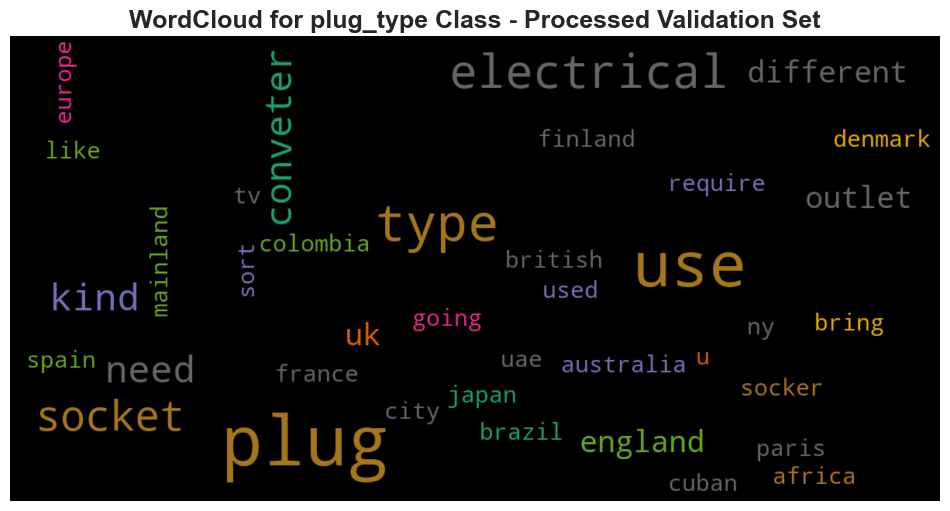 WordCloud for plug_type Class - Processed Validation Set
europe
conveter
electrical
different
like
finland
denmark
tv
require
outlet
mainland
sort
colombia
type
british
use
kind
used
going
ny
bring
uk
spain
need
france
uae
australia
u
socket
city
japan
socker
plug
brazil
england
paris
cuban
africa